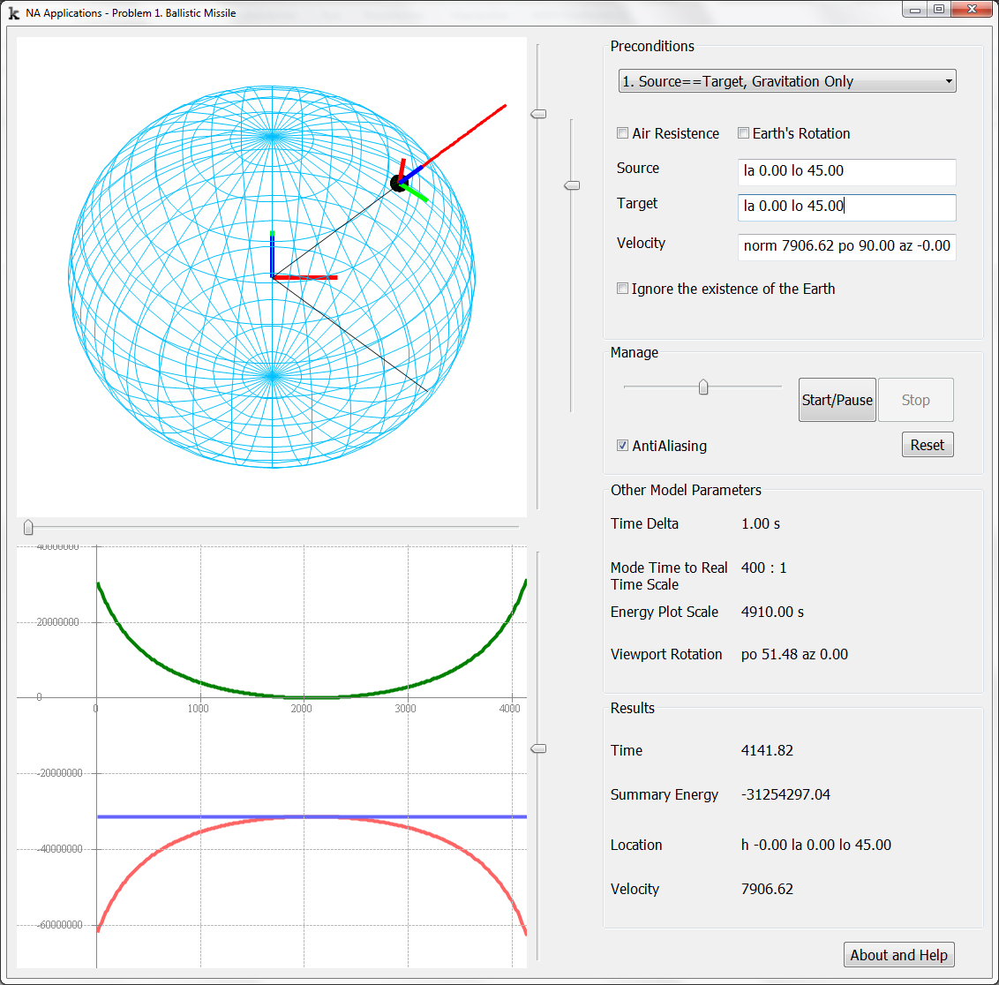 NA Applications - Problem 1. Ballistic Missile
Preconditions
1. Source==Target, Gravitation Only
Air Resistence
Earth's Rotation
Source
la 0.00 lo 45.00
Target
la 0.00 lo 45.00
Velocity
norm 7906.62 po 90.00 az -0.00
Ignore the existence of the Earth
Manage
Start/Pause
Stop
AntiAliasing
Reset
Other Model Parameters
Time Delta
1.00 s
Mode Time to Real
Time Scale
400 : 1
Energy Plot Scale
4910.00 s
Viewport Rotation
po 51.48 az 0.00
Results
Time
4141.82
Summary Energy
-31254297.04
Location
h -0.00 la 0.00 lo 45.00
Velocity
7906.62
About and Help
40000000
20000000
0
0
1000
2000
3000
4000
-20000000
-40000000
-60000000